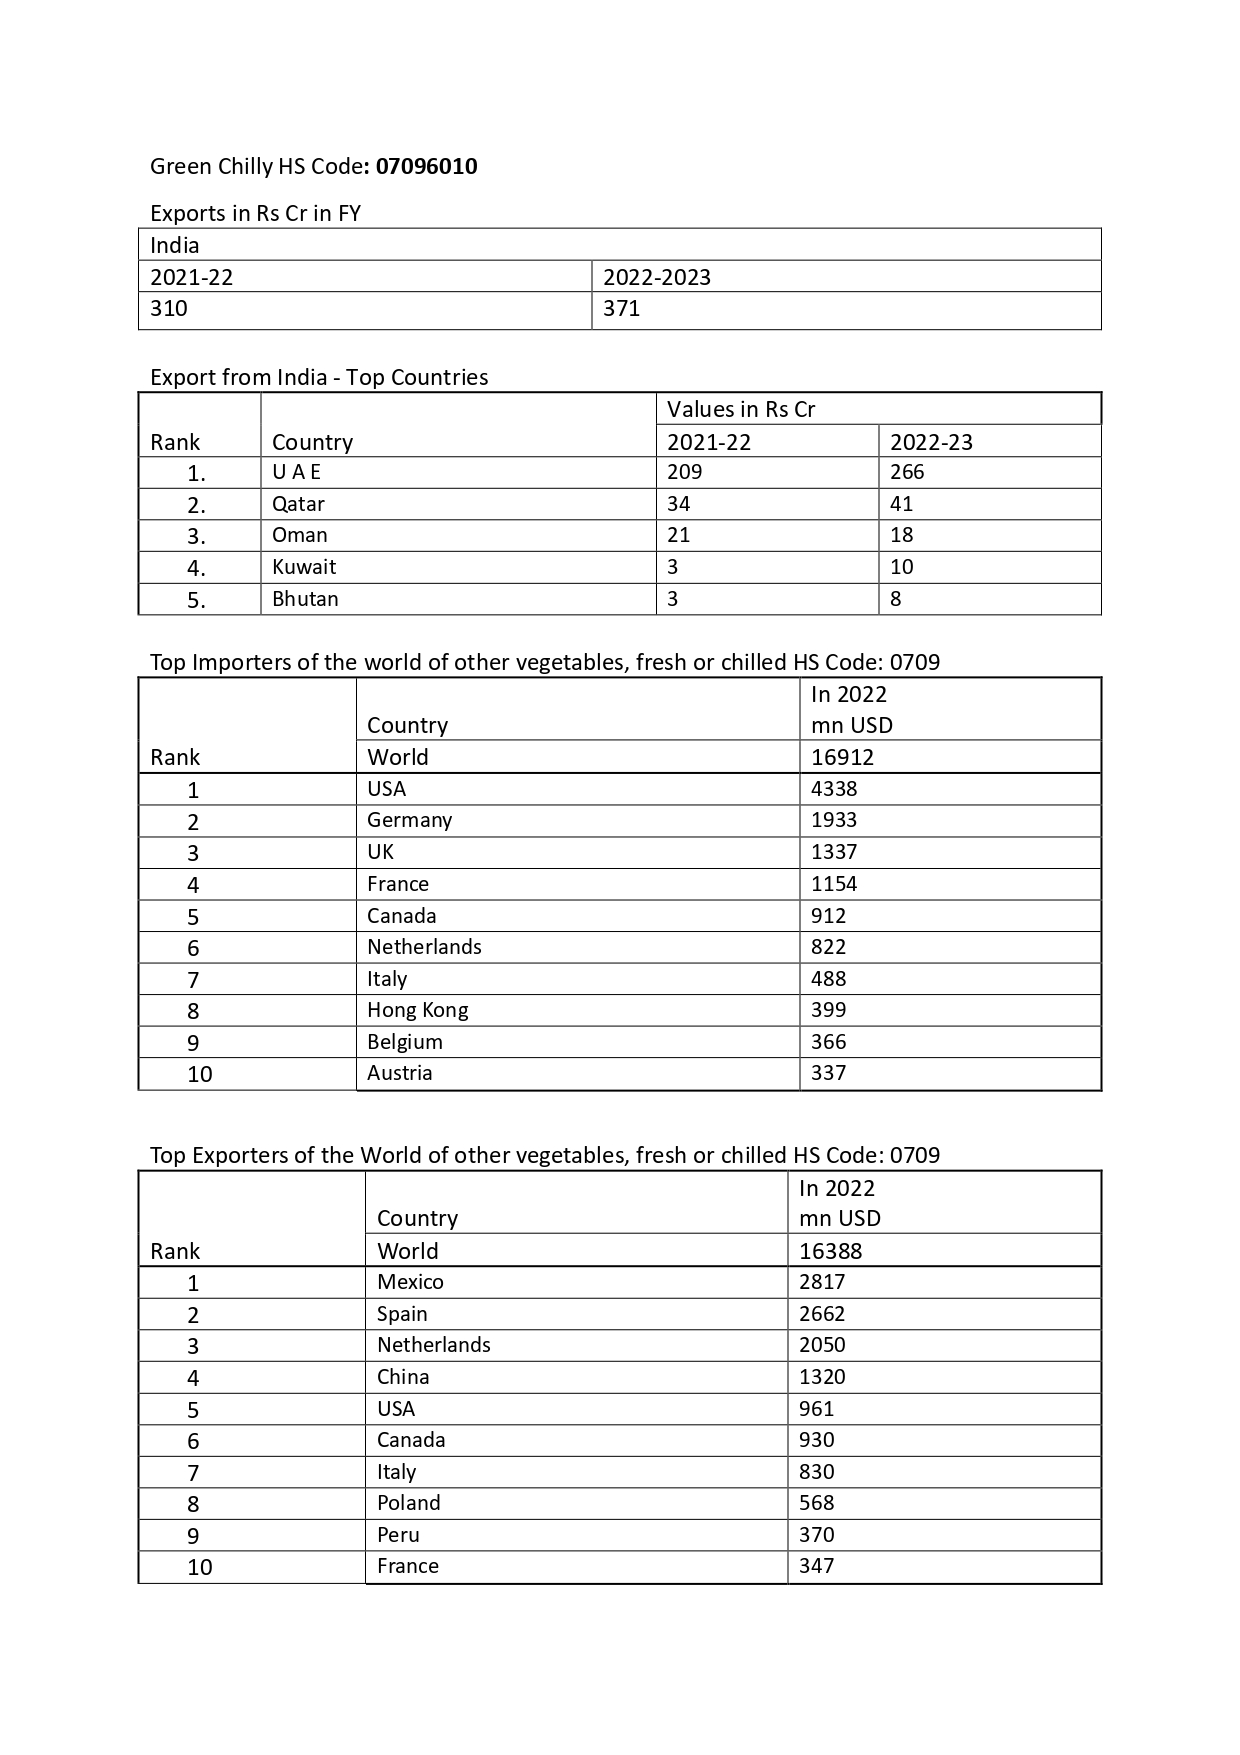 Green Chilly HS Code: 07096010
Exports in Rs Cr in FY
India
2021-22 2022-2023
310 371
Export from India - Top Countries
Values in Rs Cr
Rank Country 2021-22 2022-23
1. U A E 209 266
2. Qatar 34 41
3. Oman 21 18
4. Kuwait 3 10
5. Bhutan 3 8
Top Importers of the world of other vegetables, fresh or chilled HS Code: 0709
In 2022
Country mn USD
Rank World 16912
1 USA 4338
2 Germany 1933
3 UK 1337
4 France 1154
5 Canada 912
6 Netherlands 822
7 Italy 488
8 Hong Kong 399
9 Belgium 366
10 Austria 337
Top Exporters of the World of other vegetables, fresh or chilled HS Code: 0709
In 2022
Country mn USD
Rank World 16388
1 Mexico 2817
2 Spain 2662
3 Netherlands 2050
4 China 1320
5 USA 961
6 Canada 930
7 Italy 830
8 Poland 568
9 Peru 370
10 France 347